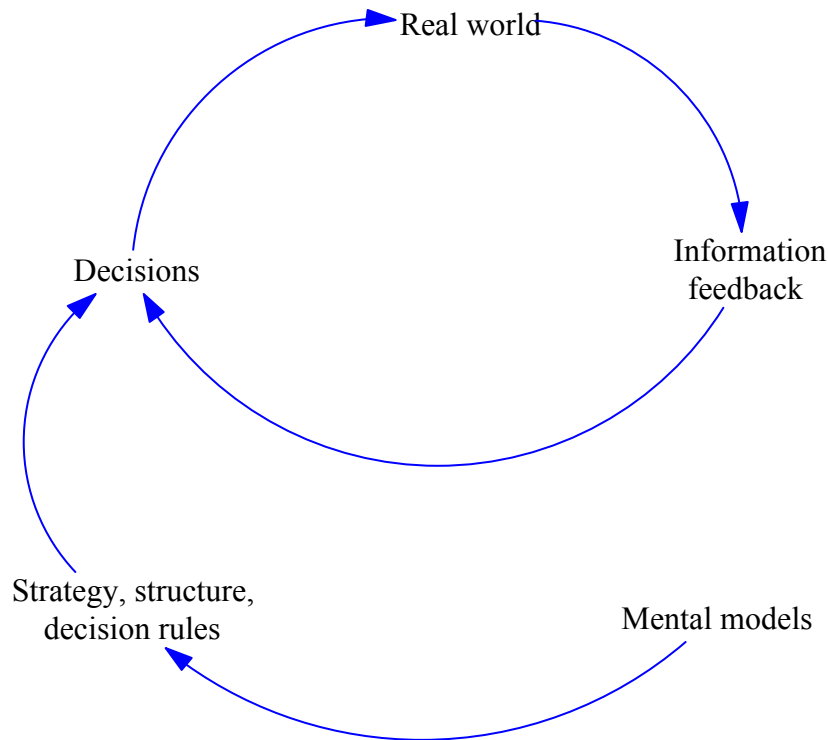 Real world
Information
feedback
Decisions
Strategy, structure,
decision rules
Mental models